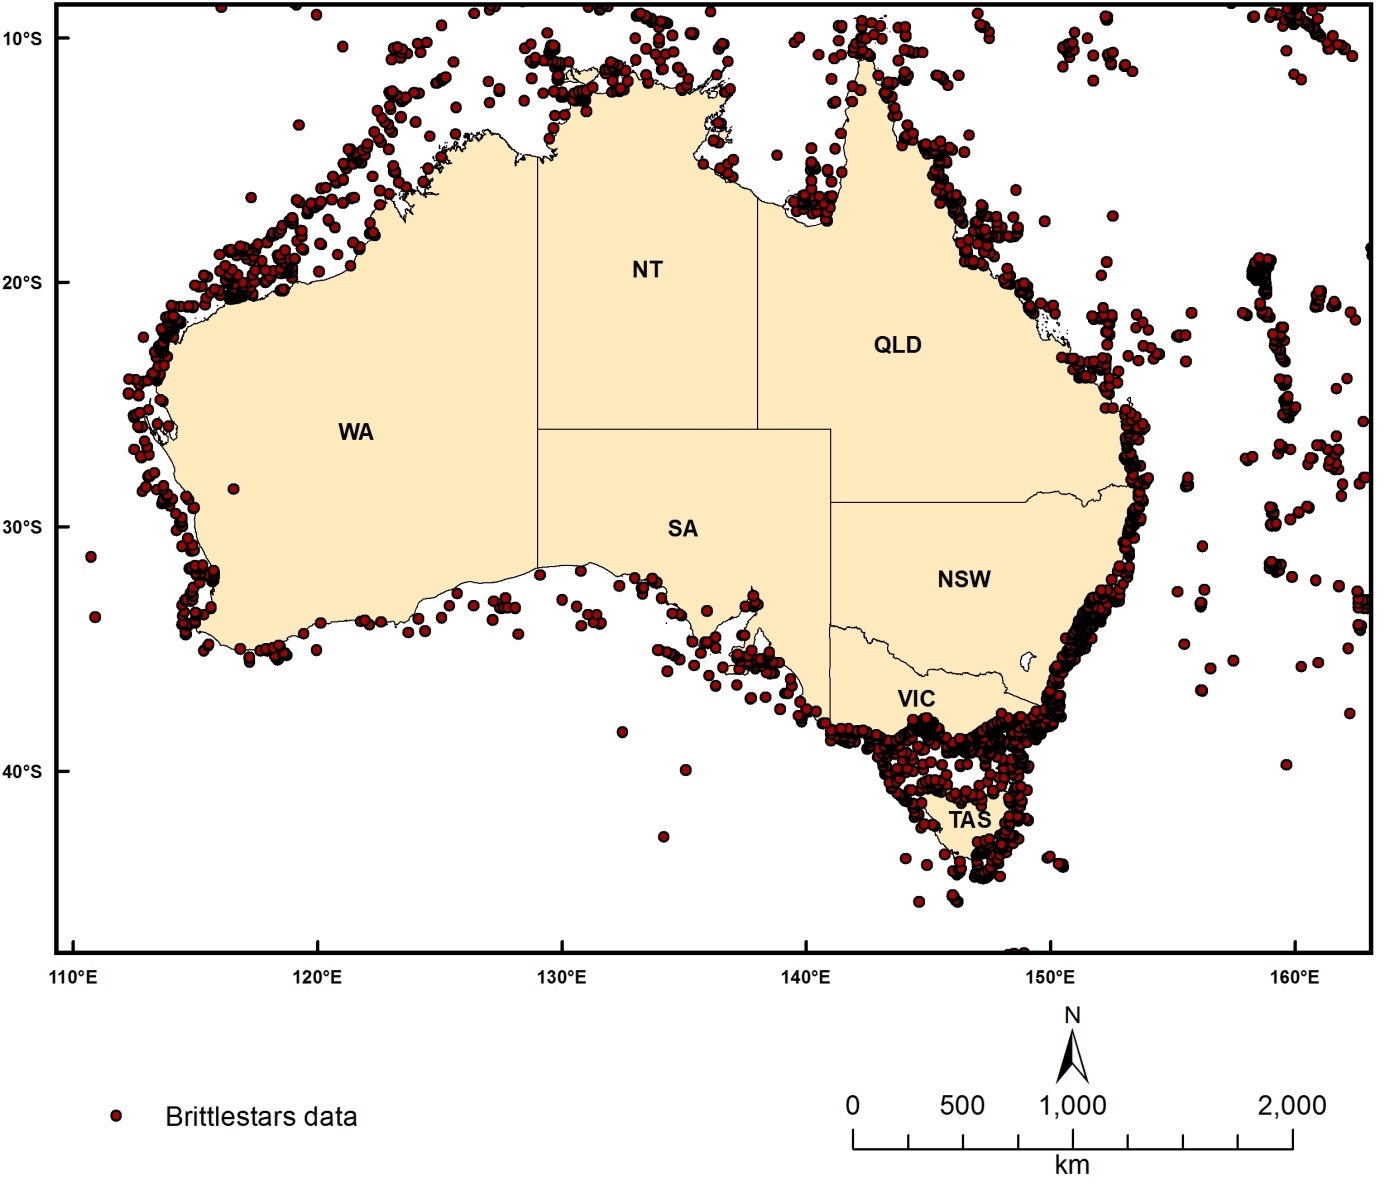 10°S
NT
20°S
QLD
WA
SA
30°S
NSW
VIC
40°S
TAS
110°E 120°E 130°E 140°E 150°E 160°E
N
Brittlestars data
0 500 1,000 2,000
km